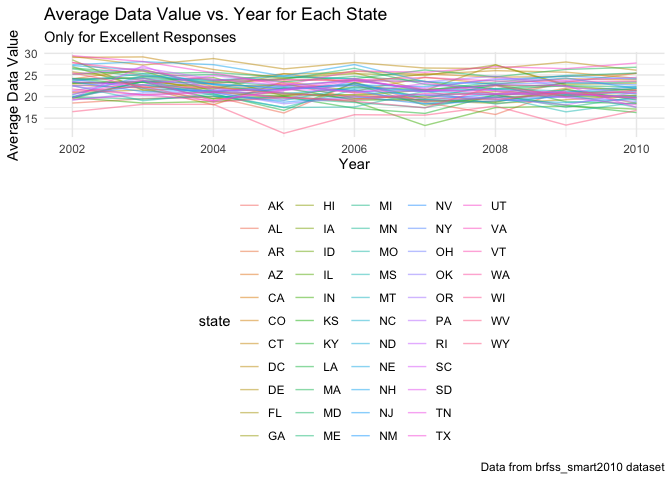 Average Data Value vs. Year for Each State
Only for Excellent Responses
Average Data Value
30
25
20
15
2002 2004 2006 2008 2010
Year
state
AK HI MI NV UT
AL IA MN NY VA
AR ID MO OH VT
AZ IL MS OK WA
CA IN MT OR WI
CO KS NC PA WV
CT KY ND RI WY
DC LA NE SC
DE MA NH SD
FL MD NJ TN
GA ME NM TX
Data from brfss_smart2010 dataset